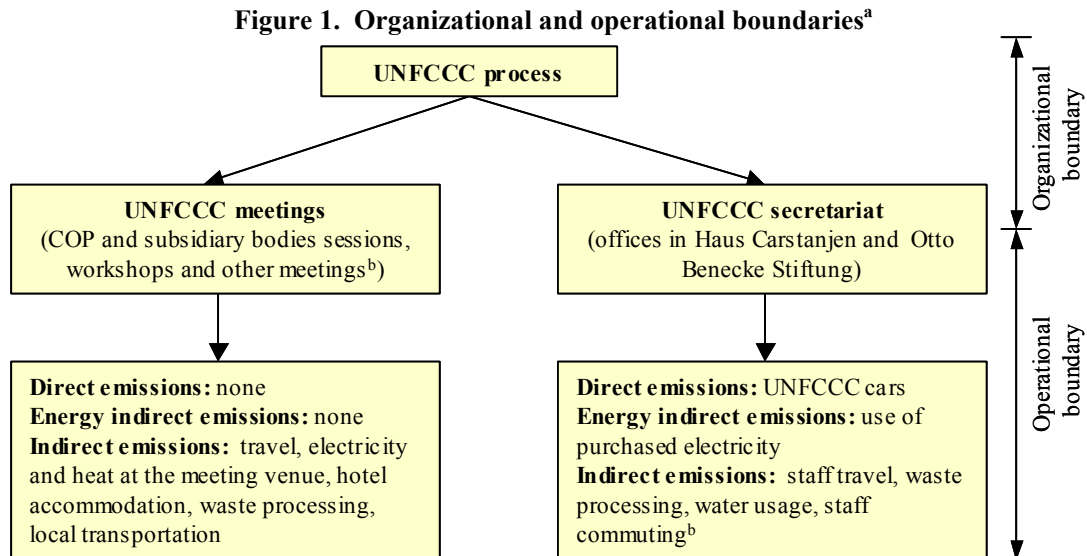 Figure 1. Organizational and operational boundariesᵃ
UNFCCC process
Organizational
boundary
UNFCCC meetings
(COP and subsidiary bodies sessions,
workshops and other meetingsᵇ)
UNFCCC secretariat
(offices in Haus Carstanjen and Otto
Benecke Stiftung)
Operational
boundary
Direct emissions: none
Energy indirect emissions: none
Indirect emissions: travel, electricity
and heat at the meeting venue, hotel
accommodation, waste processing,
local transportation
Direct emissions: UNFCCC cars
Energy indirect emissions: use of
purchased electricity
Indirect emissions: staff travel, waste
processing, water usage, staff
commutingᵇ